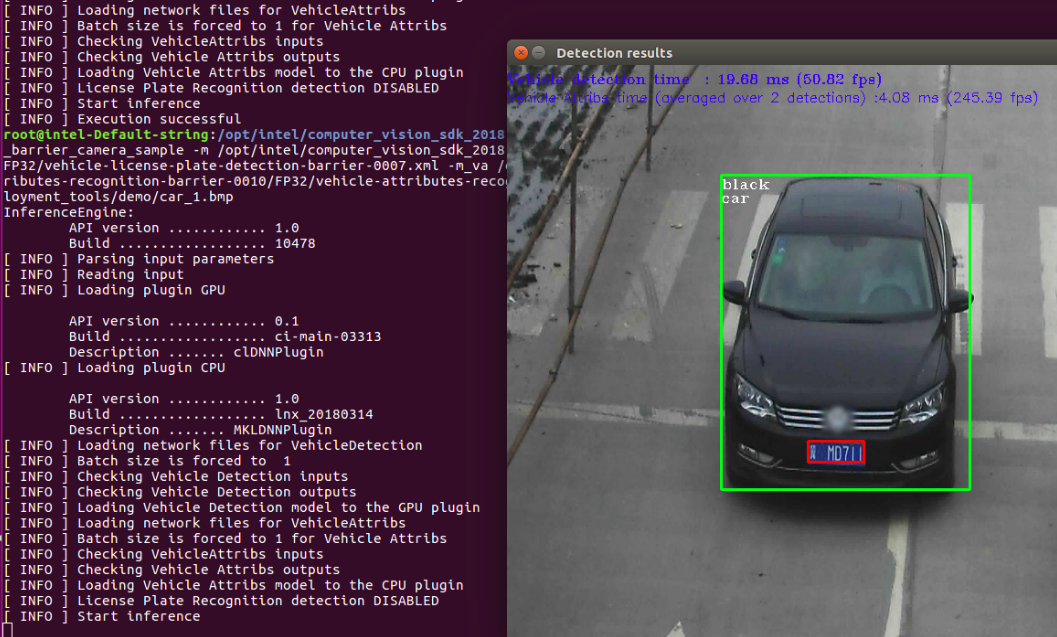 [ INFO ] Loading network files for VehicleAttribs
[ INFO ] Batch size is forced to 1 for Vehicle Attribs
[ INFO ] Checking VehicleAttribs inputs
[ INFO ] Checking Vehicle Attribs outputs
[ INFO ] Loading Vehicle Attribs model to the CPU plugin
[ INFO ] License Plate Recognition detection DISABLED
[ INFO ] Start inference
[ INFO ] Execution successful
root@intel-Default-string:/opt/intel/computer_vision_sdk_2018
_barrier_camera_sample -m /opt/intel/computer_vision_sdk_2018
FP32/vehicle-license-plate-detection-barrier-0007.xml -m_va /
ributes-recognition-barrier-0010/FP32/vehicle-attributes-reco
loyment_tools/demo/car_1.bmp
InferenceEngine:
API version ............ 1.0
Build .................. 10478
[ INFO ] Parsing input parameters
[ INFO ] Reading input
[ INFO ] Loading plugin GPU
API version ............ 0.1
Build .................. ci-main-03313
Description ....... clDNNPlugin
[ INFO ] Loading plugin CPU
API version ............ 1.0
Build .................. lnx_20180314
Description ....... MKLDNNPlugin
[ INFO ] Loading network files for VehicleDetection
[ INFO ] Batch size is forced to  1
[ INFO ] Checking Vehicle Detection inputs
[ INFO ] Checking Vehicle Detection outputs
[ INFO ] Loading Vehicle Detection model to the GPU plugin
[ INFO ] Loading network files for VehicleAttribs
[ INFO ] Batch size is forced to 1 for Vehicle Attribs
[ INFO ] Checking VehicleAttribs inputs
[ INFO ] Checking Vehicle Attribs outputs
[ INFO ] Loading Vehicle Attribs model to the CPU plugin
[ INFO ] License Plate Recognition detection DISABLED
[ INFO ] Start inference
Detection results
Vehicle detection time  : 19.68 ms (50.82 fps)
Vehicle Attribs time (averaged over 2 detections) :4.08 ms (245.39 fps)
black
car
MD711